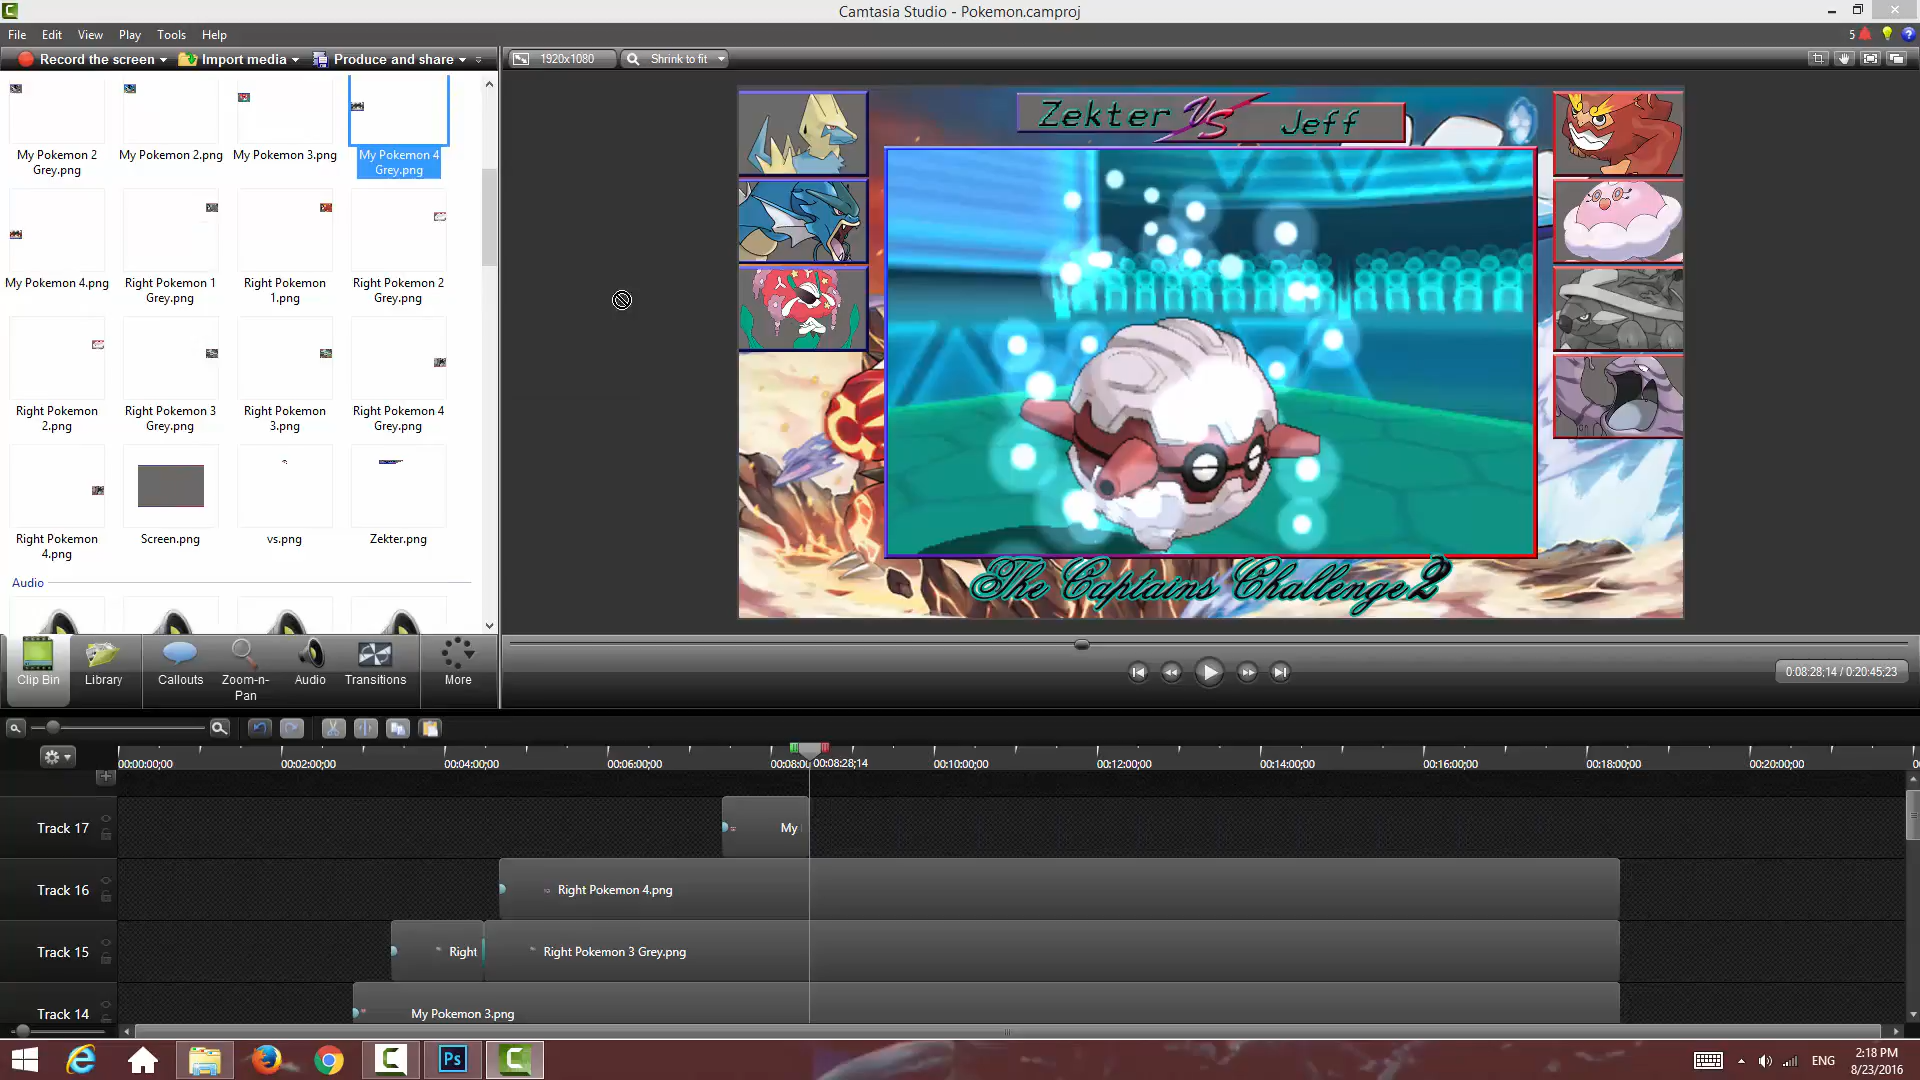 Camtasia Studio - Pokemon.camproj
File Edit View Play Tools Help
5
Record the screen Import media Produce and share
1920x1080 Shrink to fit
My Pokemon 2 Grey.png
My Pokemon 2.png
My Pokemon 3.png
My Pokemon 4 Grey.png
My Pokemon 4.png
Right Pokemon 1 Grey.png
Right Pokemon 1.png
Right Pokemon 2 Grey.png
Right Pokemon 2.png
Right Pokemon 3 Grey.png
Right Pokemon 3.png
Right Pokemon 4 Grey.png
Right Pokemon 4.png
Screen.png
vs.png
Zekter.png
Audio
Zekter VS Jeff
The Captains Challenge 2
Clip Bin Library Callouts Zoom-n-Pan Audio Transitions More
0:08:28;14 / 0:20:45;23
00:00:00;00 00:02:00;00 00:04:00;00 00:06:00;00 00:08:00 00:08:28;14 00:10:00;00 00:12:00;00 00:14:00;00 00:16:00;00 00:18:00;00 00:20:00;00
Track 17 My
Track 16 Right Pokemon 4.png
Track 15 Right Right Pokemon 3 Grey.png
Track 14 My Pokemon 3.png
Ps
ENG
2:18 PM
8/23/2016